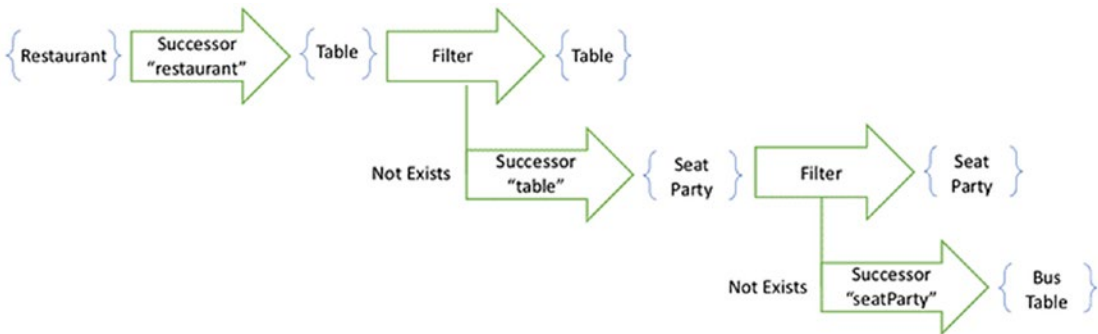 {Restaurant}
Successor
"restaurant"
{Table}
Filter
{Table}
Not Exists
Successor
"table"
{Seat
Party}
Filter
{Seat
Party}
Not Exists
Successor
"seatParty"
{Bus
Table}